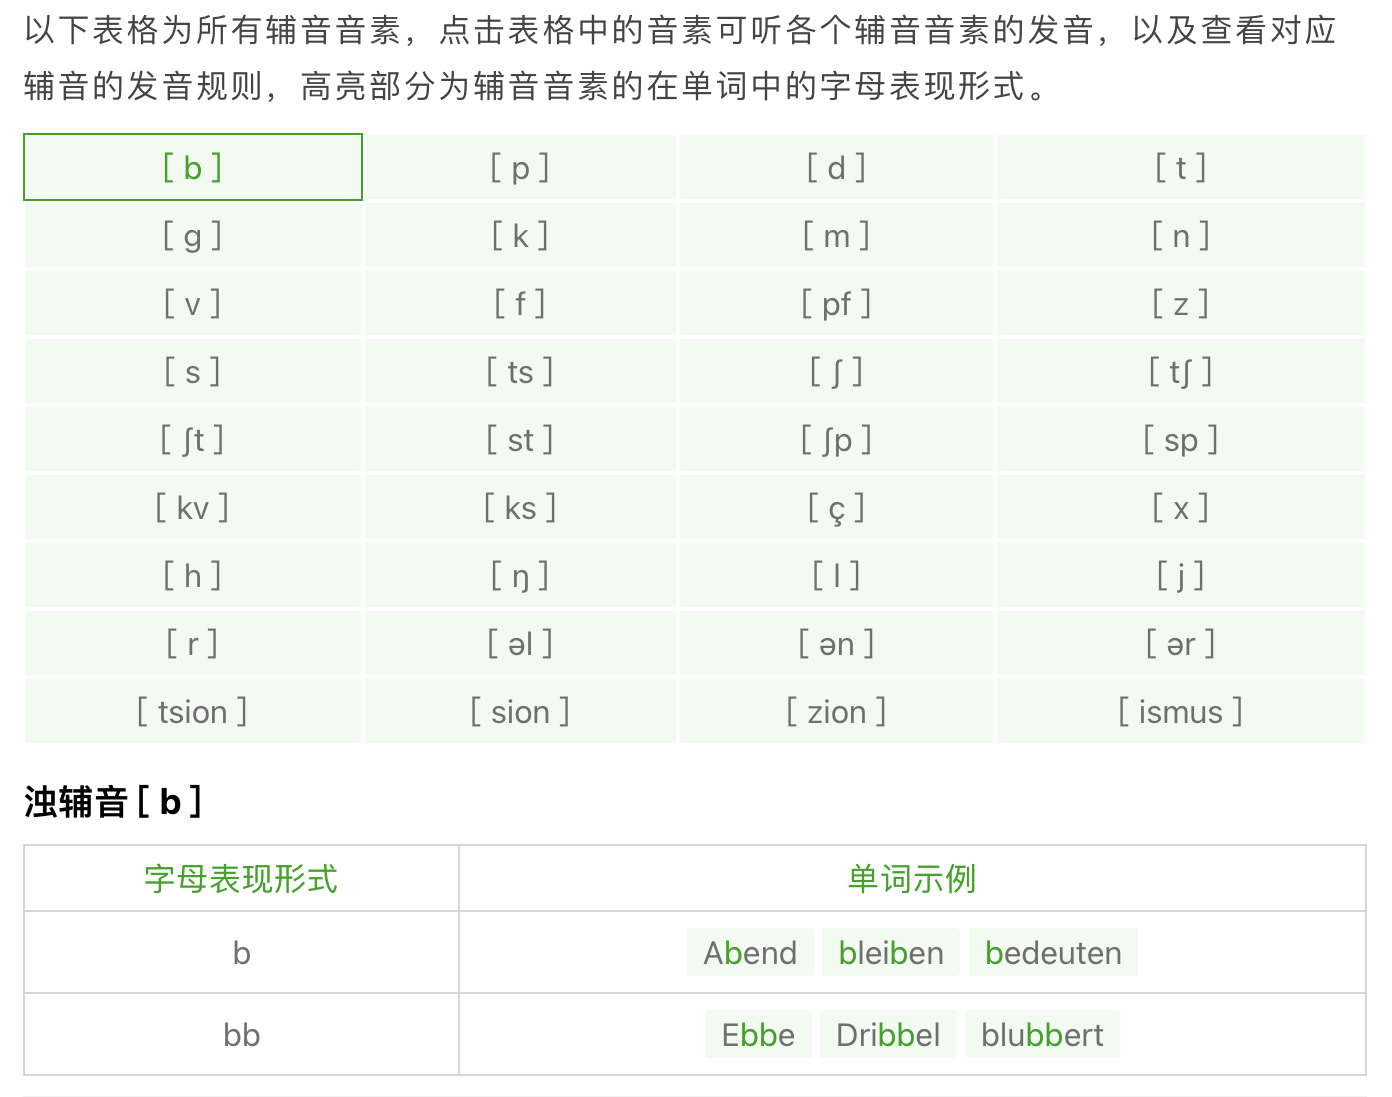 以下表格为所有辅音音素，点击表格中的音素可听各个辅音音素的发音，以及查看对应
辅音的发音规则，高亮部分为辅音音素的在单词中的字母表现形式。
[ b ] [ p ] [ d ] [ t ]
[ g ] [ k ] [ m ] [ n ]
[ v ] [ f ] [ pf ] [ z ]
[ s ] [ ts ] [ ʃ ] [ tʃ ]
[ ʃt ] [ st ] [ ʃp ] [ sp ]
[ kv ] [ ks ] [ ç ] [ x ]
[ h ] [ ŋ ] [ l ] [ j ]
[ r ] [ əl ] [ ən ] [ ər ]
[ tsion ] [ sion ] [ zion ] [ ismus ]
浊辅音 [ b ]
字母表现形式 单词示例
b Abend bleiben bedeuten
bb Ebbe Dribbel blubbert